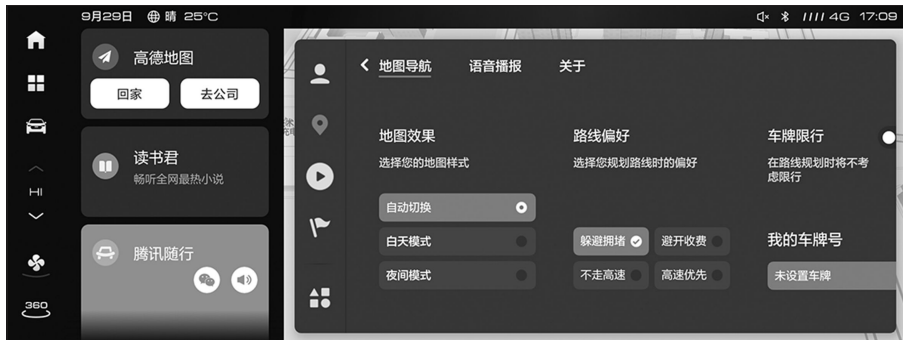 9月29日 晴 25°C
4G 17:09
高德地图
回家 去公司
读书君
畅听全网最热小说
腾讯随行
HI
360
地图导航 语音播报 关于
地图效果
选择您的地图样式
自动切换
白天模式
夜间模式
路线偏好
选择您规划路线时的偏好
躲避拥堵 避开收费
不走高速 高速优先
车牌限行
在路线规划时将不考
虑限行
我的车牌号
未设置车牌